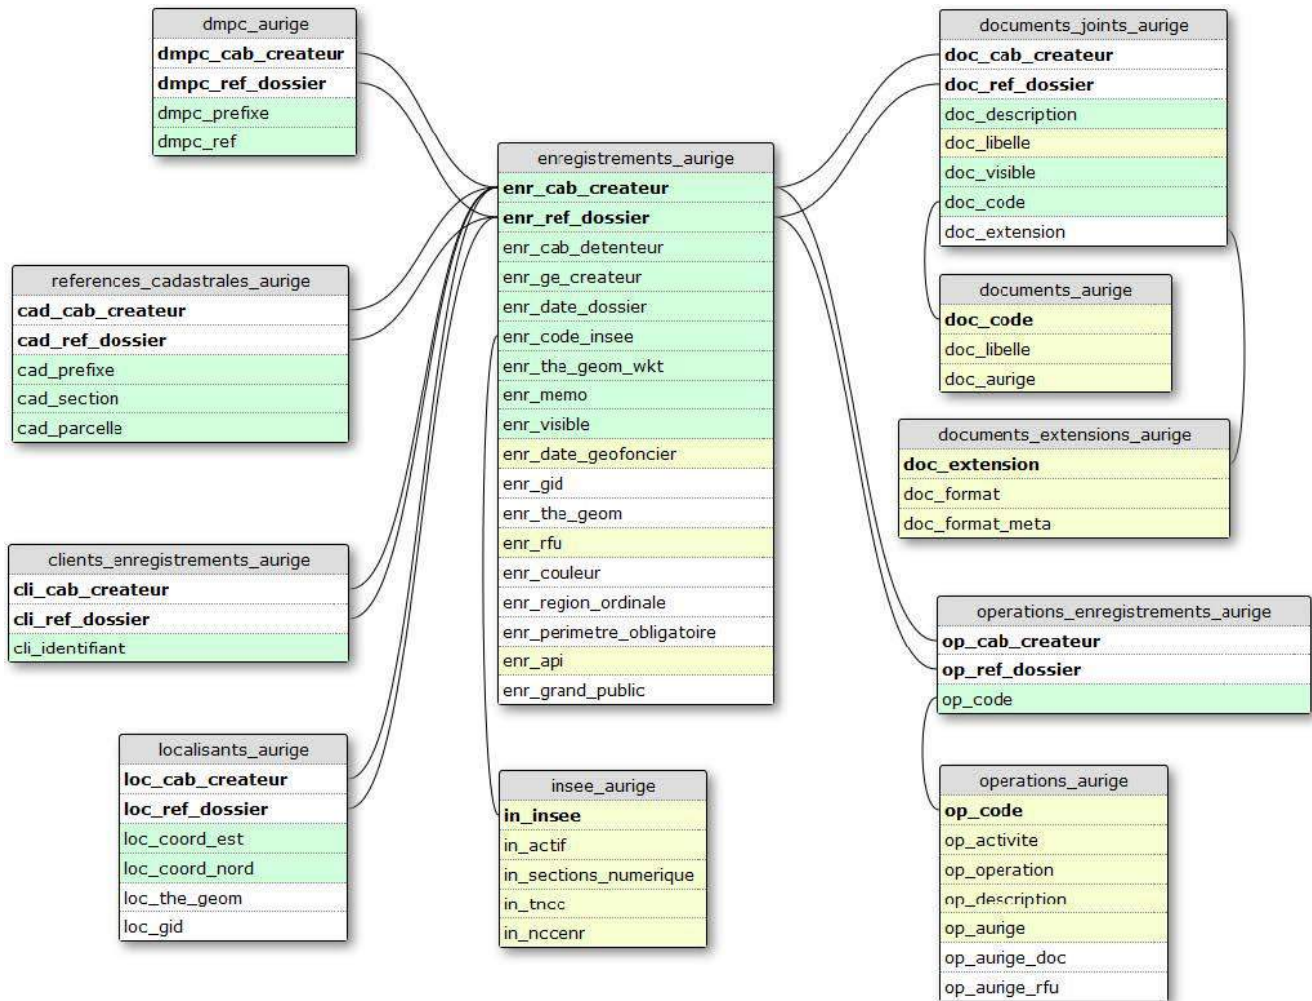 dmpc_aurige
dmpc_cab_createur
dmpc_ref_dossier
dmpc_prefixe
dmpc_ref
references_cadastrales_aurige
cad_cab_createur
cad_ref_dossier
cad_prefixe
cad_section
cad_parcelle
clients_enregistrements_aurige
cli_cab_createur
cli_ref_dossier
cli_identifiant
localisants_aurige
loc_cab_createur
loc_ref_dossier
loc_coord_est
loc_coord_nord
loc_the_geom
loc_gid
enregistrements_aurige
enr_cab_createur
enr_ref_dossier
enr_cab_detenteur
enr_ge_createur
enr_date_dossier
enr_code_insee
enr_the_geom_wkt
enr_memo
enr_visible
enr_date_geofoncier
enr_gid
enr_the_geom
enr_rfu
enr_couleur
enr_region_ordinale
enr_perimetre_obligatoire
enr_api
enr_grand_public
insee_aurige
in_insee
in_actif
in_sections_numerique
in_tncc
in_nccenr
documents_joints_aurige
doc_cab_createur
doc_ref_dossier
doc_description
doc_libelle
doc_visible
doc_code
doc_extension
documents_aurige
doc_code
doc_libelle
doc_aurige
documents_extensions_aurige
doc_extension
doc_format
doc_format_meta
operations_enregistrements_aurige
op_cab_createur
op_ref_dossier
op_code
operations_aurige
op_code
op_activite
op_operation
op_description
op_aurige
op_aurige_doc
op_aurige_rfu